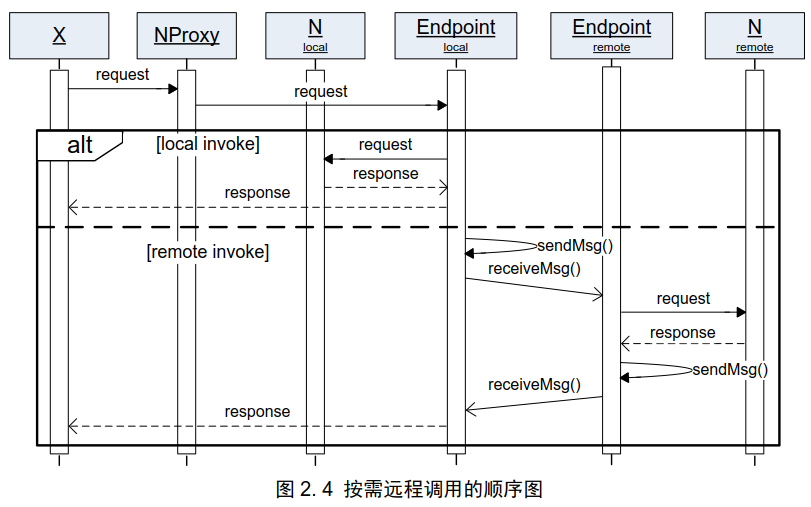 X
NProxy
N
local
Endpoint
local
Endpoint
remote
N
remote
request
request
alt
[local invoke]
request
response
response
[remote invoke]
sendMsg()
receiveMsg()
request
response
sendMsg()
receiveMsg()
response
图 2. 4 按需远程调用的顺序图